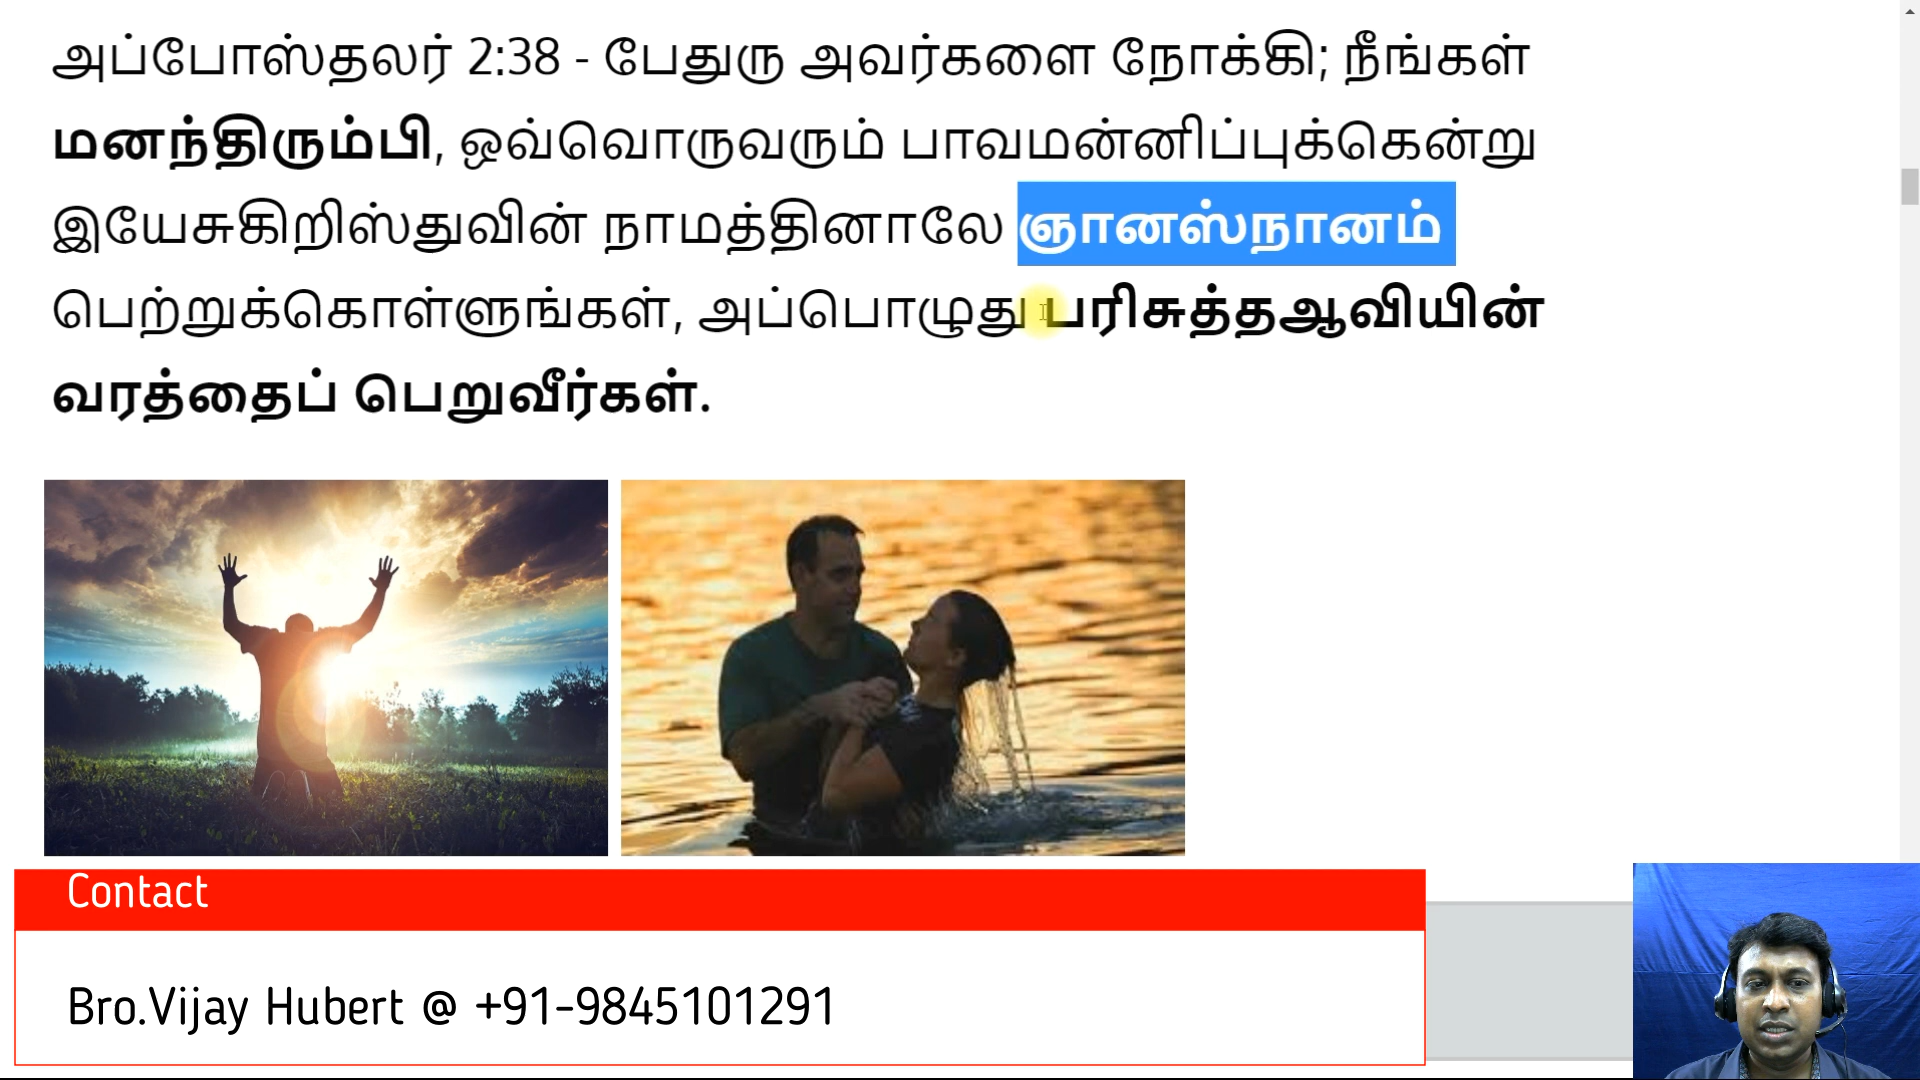 அப்போஸ்தலர் 2:38 - பேதுரு அவர்களை நோக்கி; நீங்கள்
மனந்திரும்பி, ஒவ்வொருவரும் பாவமன்னிப்புக்கென்று
இயேசுகிறிஸ்துவின் நாமத்தினாலே ஞானஸ்நானம்
பெற்றுக்கொள்ளுங்கள், அப்பொழுது பரிசுத்தஆவியின்
வரத்தைப் பெறுவீர்கள்.
Contact
Bro.Vijay Hubert @ +91-9845101291